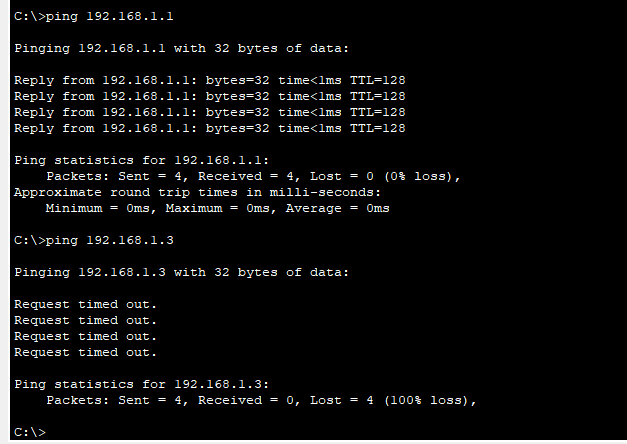 C:\>ping 192.168.1.1
Pinging 192.168.1.1 with 32 bytes of data:
Reply from 192.168.1.1: bytes=32 time<1ms TTL=128
Reply from 192.168.1.1: bytes=32 time<1ms TTL=128
Reply from 192.168.1.1: bytes=32 time<1ms TTL=128
Reply from 192.168.1.1: bytes=32 time<1ms TTL=128
Ping statistics for 192.168.1.1:
    Packets: Sent = 4, Received = 4, Lost = 0 (0% loss),
Approximate round trip times in milli-seconds:
    Minimum = 0ms, Maximum = 0ms, Average = 0ms
C:\>ping 192.168.1.3
Pinging 192.168.1.3 with 32 bytes of data:
Request timed out.
Request timed out.
Request timed out.
Request timed out.
Ping statistics for 192.168.1.3:
    Packets: Sent = 4, Received = 0, Lost = 4 (100% loss),
C:\>